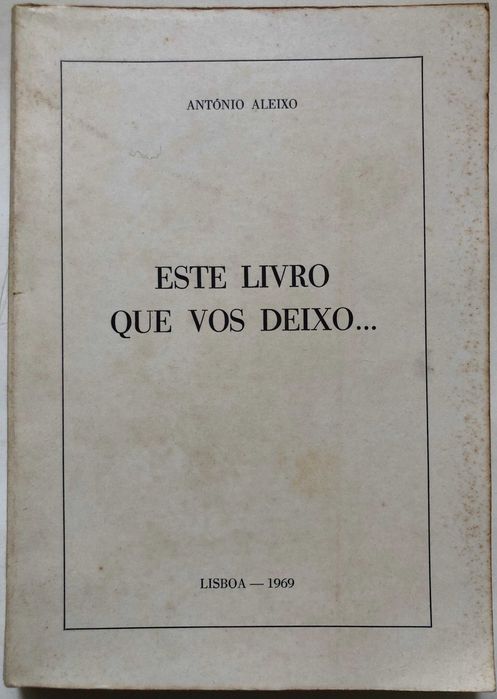 ANTÓNIO ALEIXO
ESTE LIVRO
QUE VOS DEIXO...
LISBOA — 1969